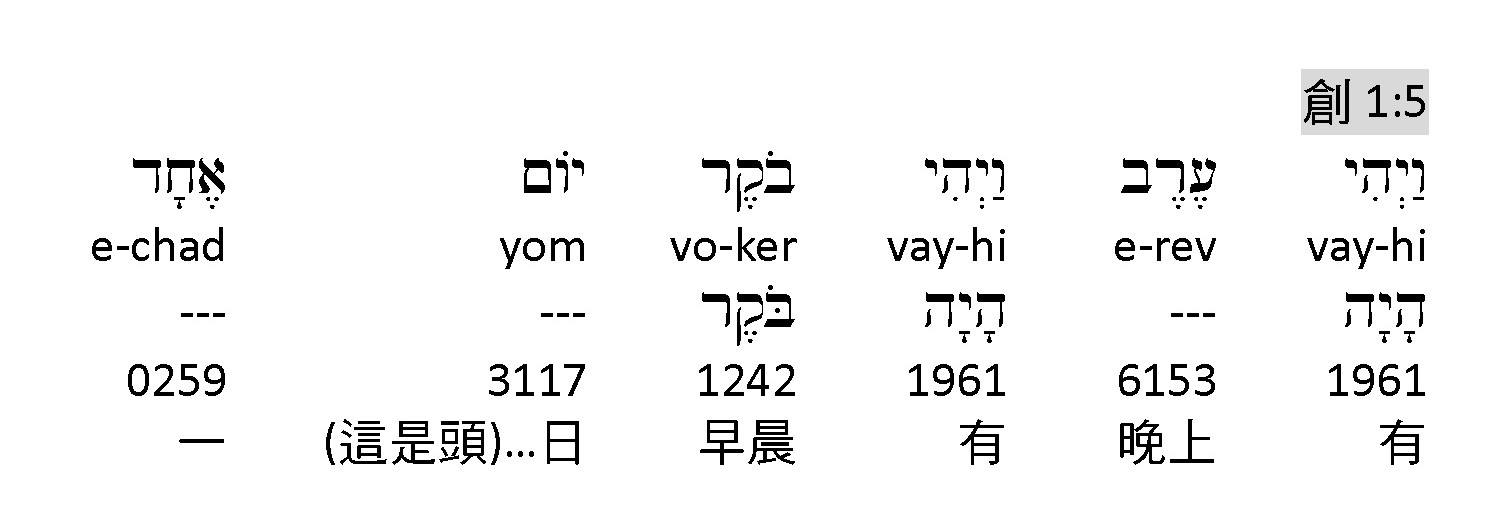 創 1:5
וַיְהִי עֶרֶב וַיְהִי בֹקֶר יוֹם אֶחָד
e-chad yom vo-ker vay-hi e-rev vay-hi
הָיָה --- הָיָה בֹּקֶר --- ---
0259 3117 1242 1961 6153 1961
一 (這是頭)...日 早晨 有 晚上 有